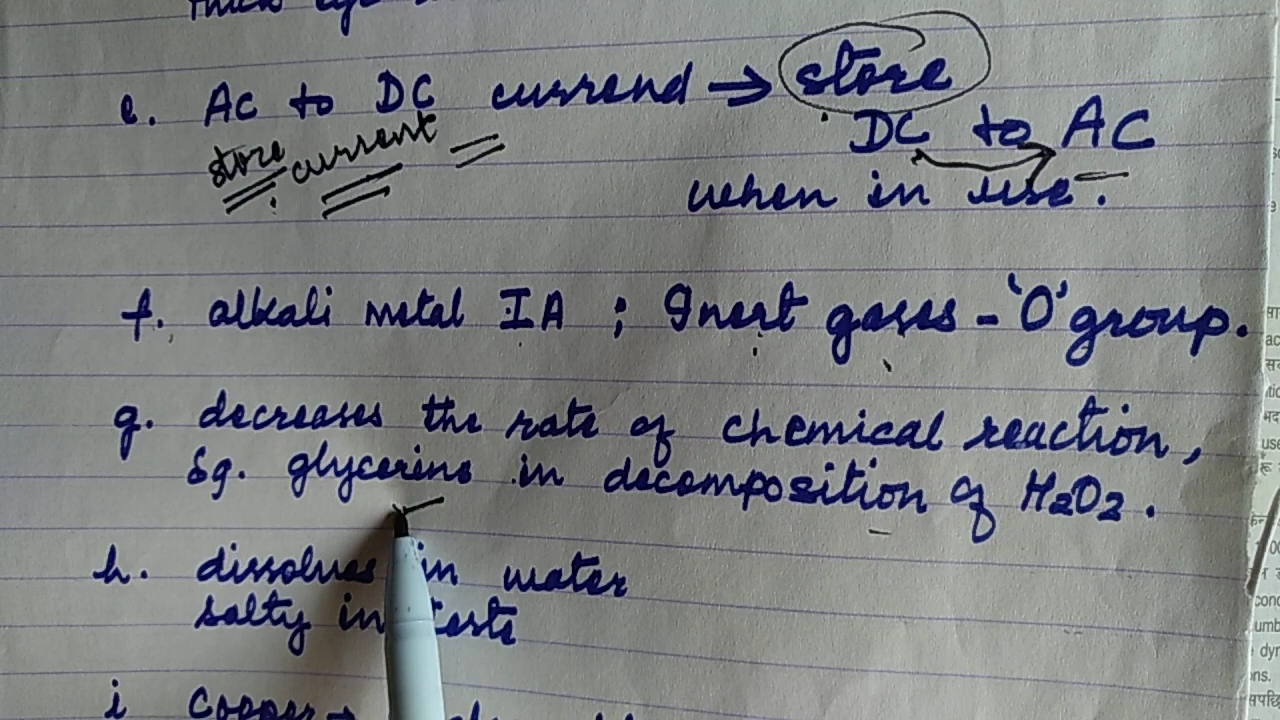 e. AC to DC currend → store
store current
DC to AC
when in use.
f. alkali metal IA ; Inert gases - 'O' group.
g. decreases the rate of chemical reaction,
Eg. glycerine in decomposition of H₂O₂.
h. dissolves in water
salty in taste
i Copper →